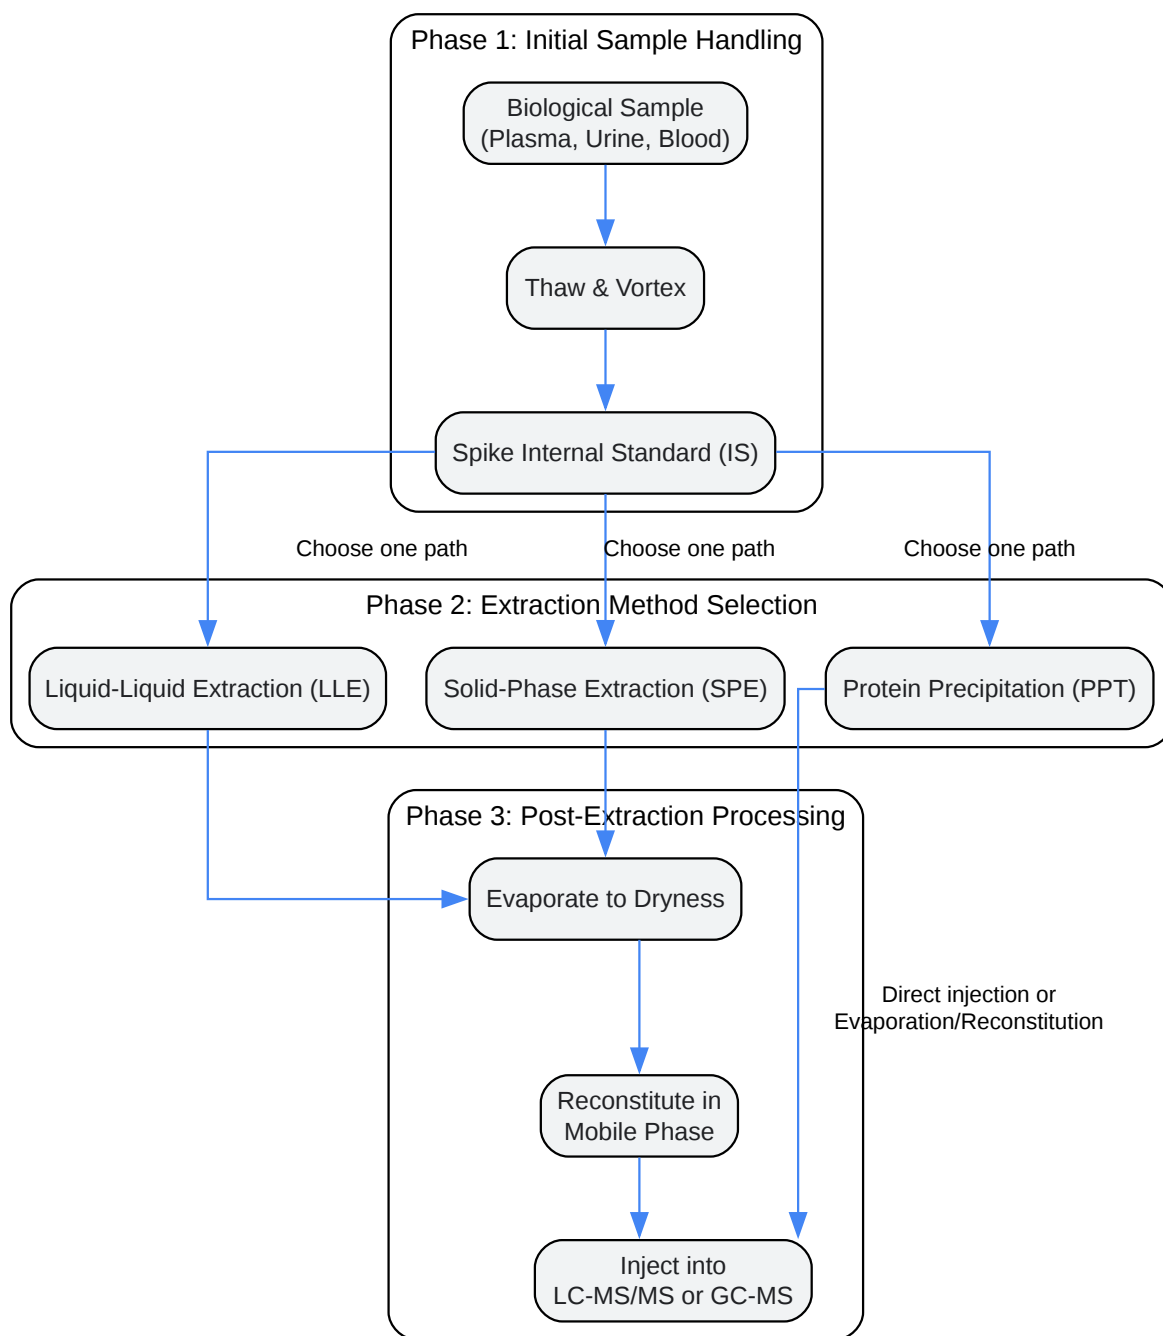 Phase 1: Initial Sample Handling
Biological Sample
(Plasma, Urine, Blood)
Thaw & Vortex
Spike Internal Standard (IS)
Choose one path
Choose one path
Choose one path
Phase 2: Extraction Method Selection
Liquid-Liquid Extraction (LLE)
Solid-Phase Extraction (SPE)
Protein Precipitation (PPT)
Phase 3: Post-Extraction Processing
Evaporate to Dryness
Direct injection or
Evaporation/Reconstitution
Reconstitute in
Mobile Phase
Inject into
LC-MS/MS or GC-MS